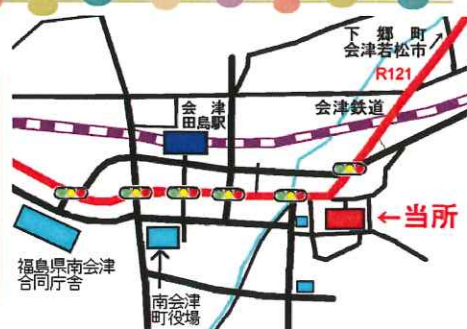 下郷町
会津若松市
R121
会津
田島駅
会津鉄道
←当所
福島県南会津
合同庁舎
南会津
町役場